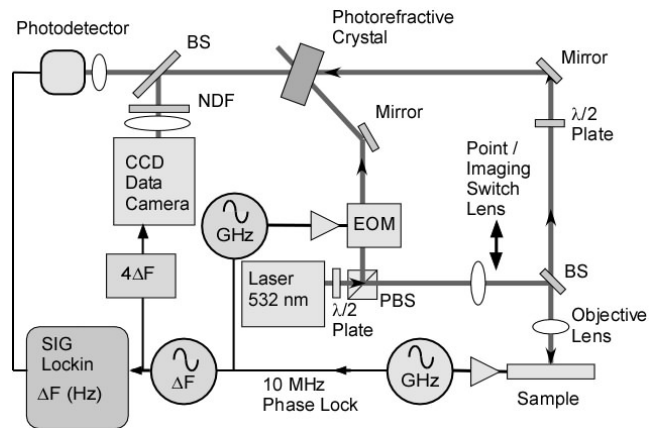 Photodetector
BS
Photorefractive
Crystal
Mirror
NDF
Mirror
λ/2
Plate
CCD
Data
Camera
Point /
Imaging
Switch
Lens
GHz
EOM
4ΔF
Laser
532 nm
λ/2
Plate
PBS
BS
Objective
Lens
SIG
Lockin
ΔF (Hz)
ΔF
10 MHz
Phase Lock
GHz
Sample